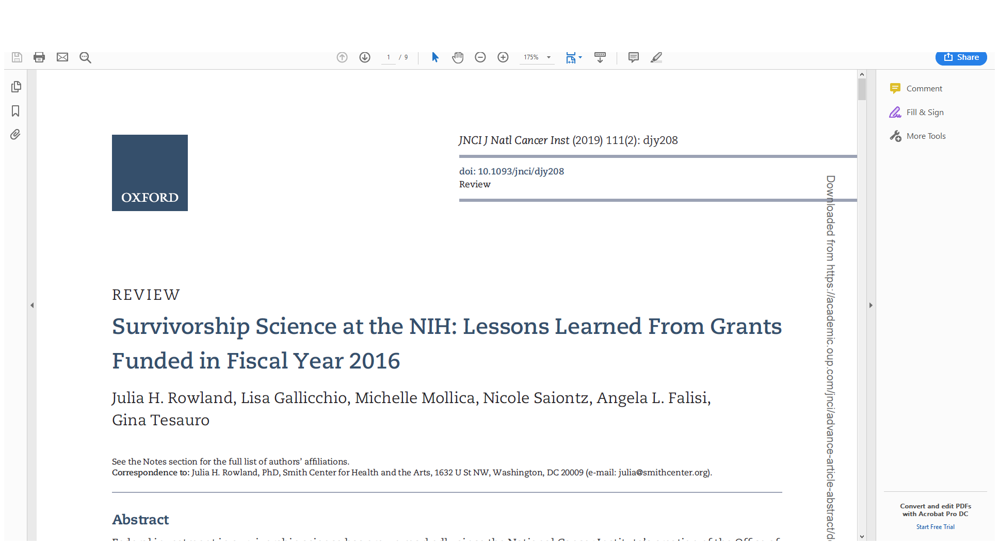 1 / 9
175%
Share
Comment
Fill & Sign
More Tools
OXFORD
JNCI J Natl Cancer Inst (2019) 111(2): djy208
doi: 10.1093/jnci/djy208
Review
REVIEW
Survivorship Science at the NIH: Lessons Learned From Grants
Funded in Fiscal Year 2016
Julia H. Rowland, Lisa Gallicchio, Michelle Mollica, Nicole Saiontz, Angela L. Falisi,
Gina Tesauro
See the Notes section for the full list of authors’ affiliations.
Correspondence to: Julia H. Rowland, PhD, Smith Center for Health and the Arts, 1632 U St NW, Washington, DC 20009 (e-mail: julia@smithcenter.org).
Abstract
Downloaded from https://academic.oup.com/jnci/advance-article-abstract/d
Convert and edit PDFs
with Acrobat Pro DC
Start Free Trial